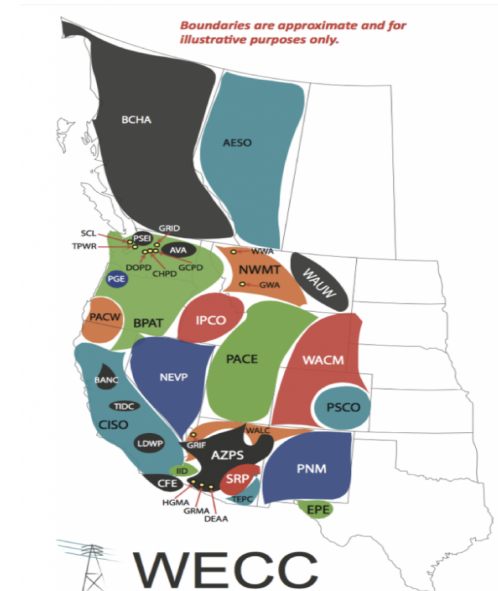 Boundaries are approximate and for
illustrative purposes only.
BCHA
AESO
SCL
PSEI
GRID
TPWR
AVA
WWA
DOPD
CHPD
GCPD
NWMT
GWA
WAUW
PGE
PACW
BPAT
IPCO
PACE
WACM
NEVP
BANC
TIDC
CISO
PSCO
LDWP
GRIF
WALC
AZPS
IID
CFE
SRP
PNM
TEPC
HGMA
GRMA
DEAA
EPE
WECC